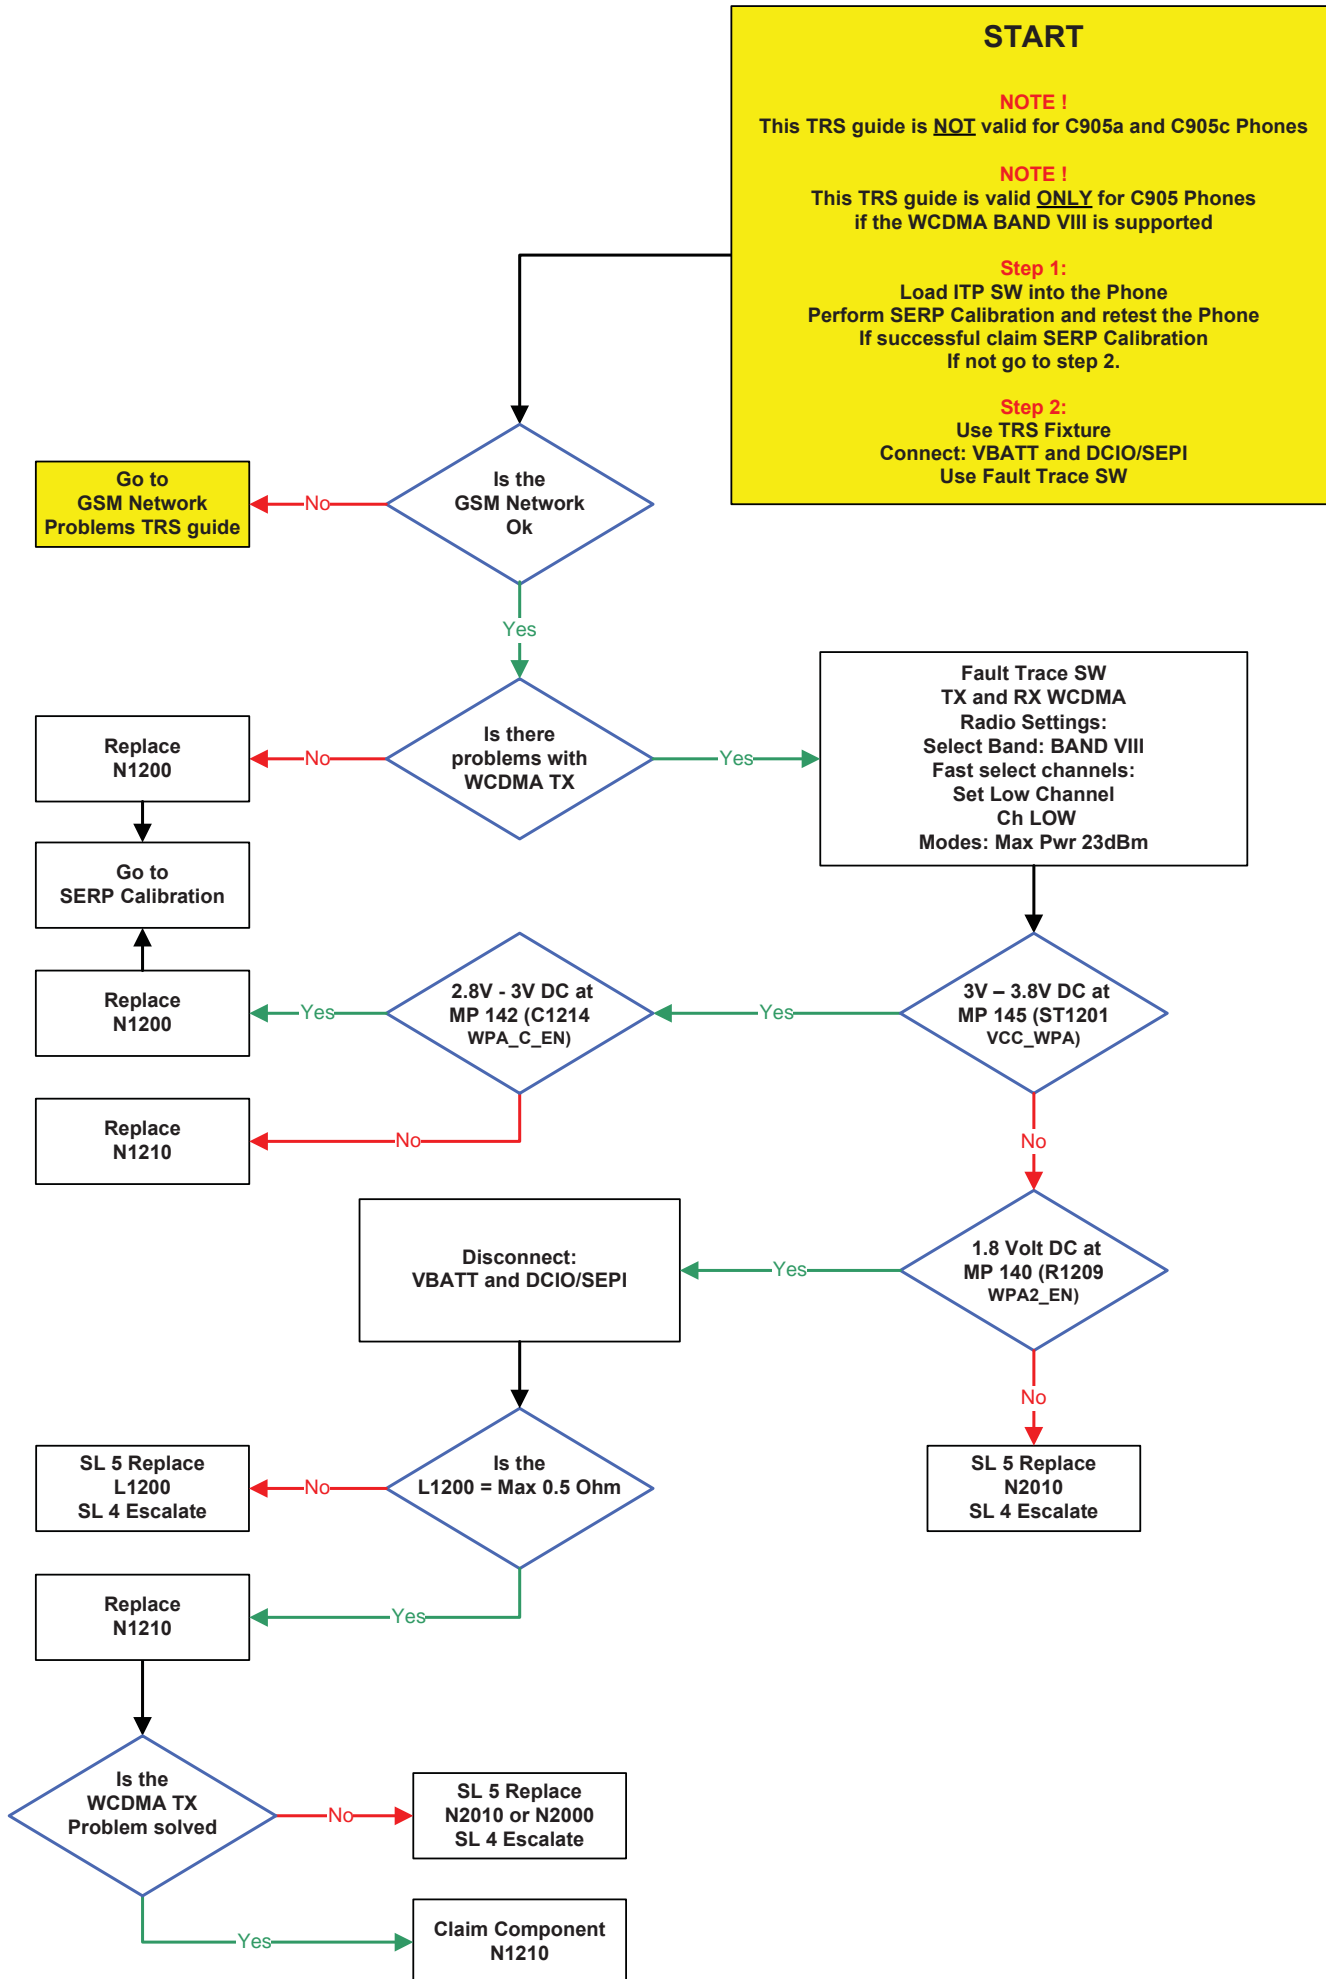 START
NOTE !
This TRS guide is NOT valid for C905a and C905c Phones
NOTE !
This TRS guide is valid ONLY for C905 Phones
if the WCDMA BAND VIII is supported
Step 1:
Load ITP SW into the Phone
Perform SERP Calibration and retest the Phone
If successful claim SERP Calibration
If not go to step 2.
Step 2:
Use TRS Fixture
Connect: VBATT and DCIO/SEPI
Use Fault Trace SW
Is the
GSM Network
Ok
No
Go to
GSM Network
Problems TRS guide
Yes
Is there
problems with
WCDMA TX
No
Replace
N1200
Go to
SERP Calibration
Yes
Fault Trace SW
TX and RX WCDMA
Radio Settings:
Select Band: BAND VIII
Fast select channels:
Set Low Channel
Ch LOW
Modes: Max Pwr 23dBm
3V – 3.8V DC at
MP 145 (ST1201
VCC_WPA)
Yes
2.8V - 3V DC at
MP 142 (C1214
WPA_C_EN)
Yes
Replace
N1200
No
Replace
N1210
No
1.8 Volt DC at
MP 140 (R1209
WPA2_EN)
Yes
Disconnect:
VBATT and DCIO/SEPI
No
SL 5 Replace
N2010
SL 4 Escalate
Is the
L1200 = Max 0.5 Ohm
No
SL 5 Replace
L1200
SL 4 Escalate
Yes
Replace
N1210
Is the
WCDMA TX
Problem solved
No
SL 5 Replace
N2010 or N2000
SL 4 Escalate
Yes
Claim Component
N1210